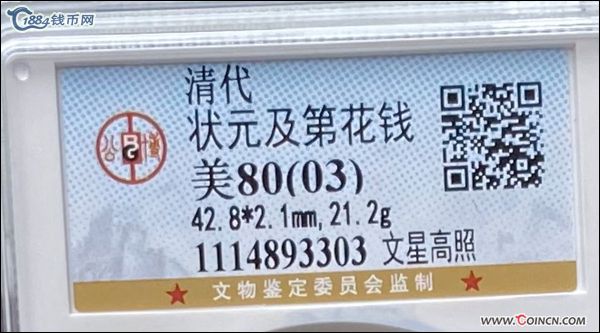 1884钱币网
清代
状元及第花钱
公博
美80(03)
42.8*2.1mm,21.2g
1114893303 文星高照
★ 文物鉴定委员会监制 ★
www.COINCN.com